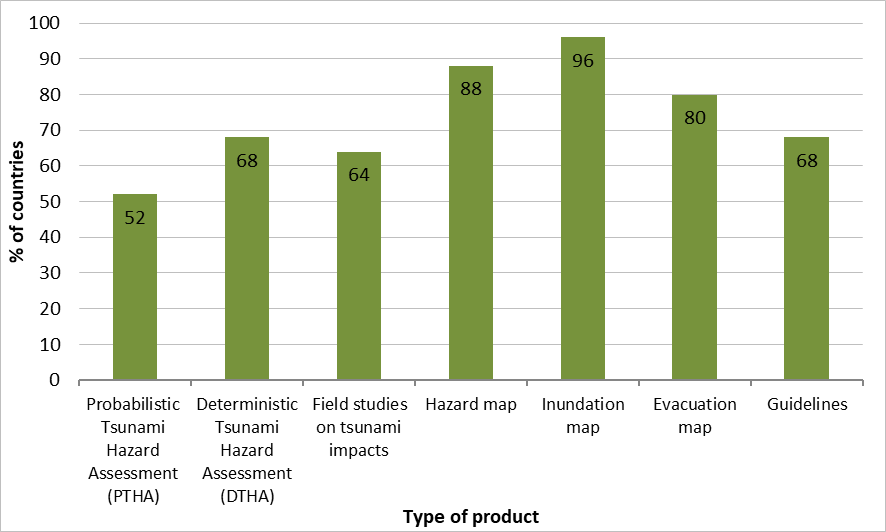 % of countries
100
90
80
70
60
50
40
30
20
10
0
52
68
64
88
96
80
68
Probabilistic
Tsunami
Hazard
Assessment
(PTHA)
Deterministic
Tsunami
Hazard
Assessment
(DTHA)
Field studies
on tsunami
impacts
Hazard map
Inundation
map
Evacuation
map
Guidelines
Type of product